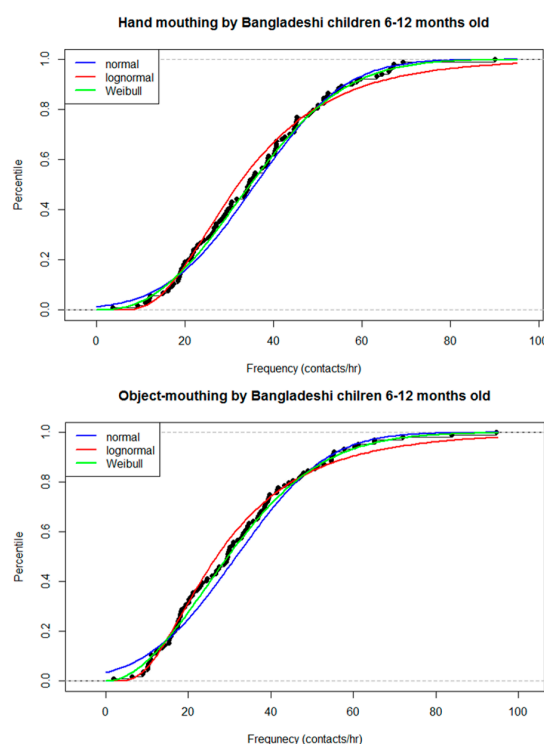 Hand mouthing by Bangladeshi children 6-12 months old
normal
lognormal
Weibull
Percentile
0.0
0.2
0.4
0.6
0.8
1.0
0
20
40
60
80
100
Frequency (contacts/hr)
Object-mouthing by Bangladeshi chilren 6-12 months old
normal
lognormal
Weibull
Percentile
0.0
0.2
0.4
0.6
0.8
1.0
0
20
40
60
80
100
Frequnecy (contacts/hr)